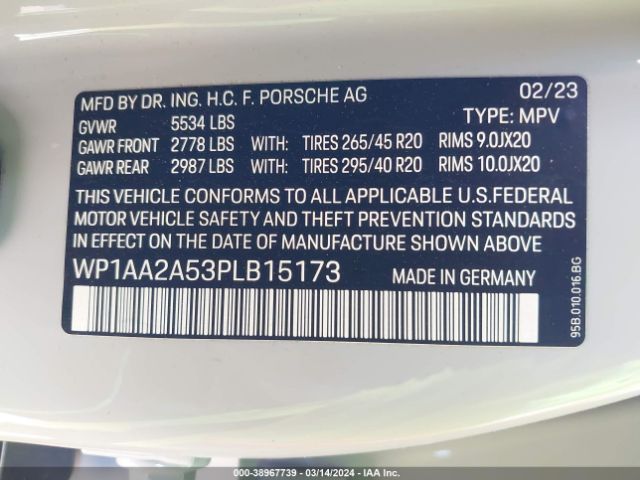 MFD BY DR. ING. H.C. F. PORSCHE AG 02/23
GVWR 5534 LBS TYPE: MPV
GAWR FRONT 2778 LBS WITH: TIRES 265/45 R20 RIMS 9.0JX20
GAWR REAR 2987 LBS WITH: TIRES 295/40 R20 RIMS 10.0JX20
THIS VEHICLE CONFORMS TO ALL APPLICABLE U.S.FEDERAL
MOTOR VEHICLE SAFETY AND THEFT PREVENTION STANDARDS
IN EFFECT ON THE DATE OF MANUFACTURE SHOWN ABOVE
WP1AA2A53PLB15173 MADE IN GERMANY
95B.010.016.BG
000-38967739 - 03/14/2024 - IAA Inc.